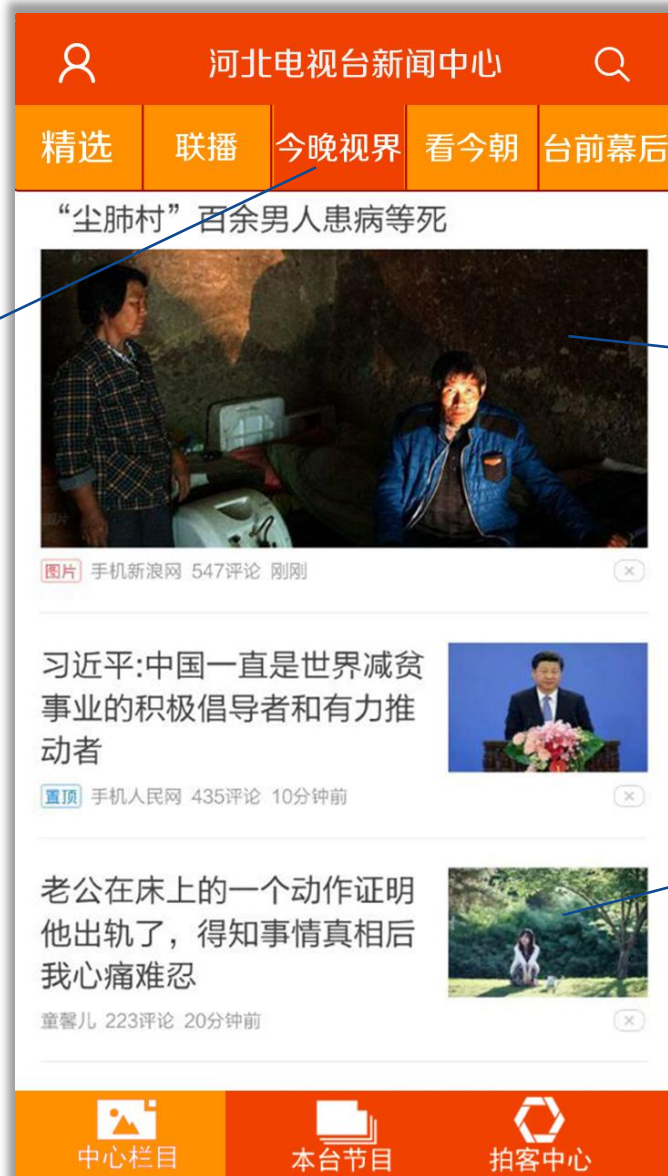 河北电视台新闻中心
精选 联播 今晚视界 看今朝 台前幕后
“尘肺村”百余男人患病等死
图片 手机新浪网 547评论 刚刚
习近平:中国一直是世界减贫
事业的积极倡导者和有力推
动者
置顶 手机人民网 435评论 10分钟前
老公在床上的一个动作证明
他出轨了，得知事情真相后
我心痛难忍
童馨儿 223评论 20分钟前
中心栏目 本台节目 拍客中心